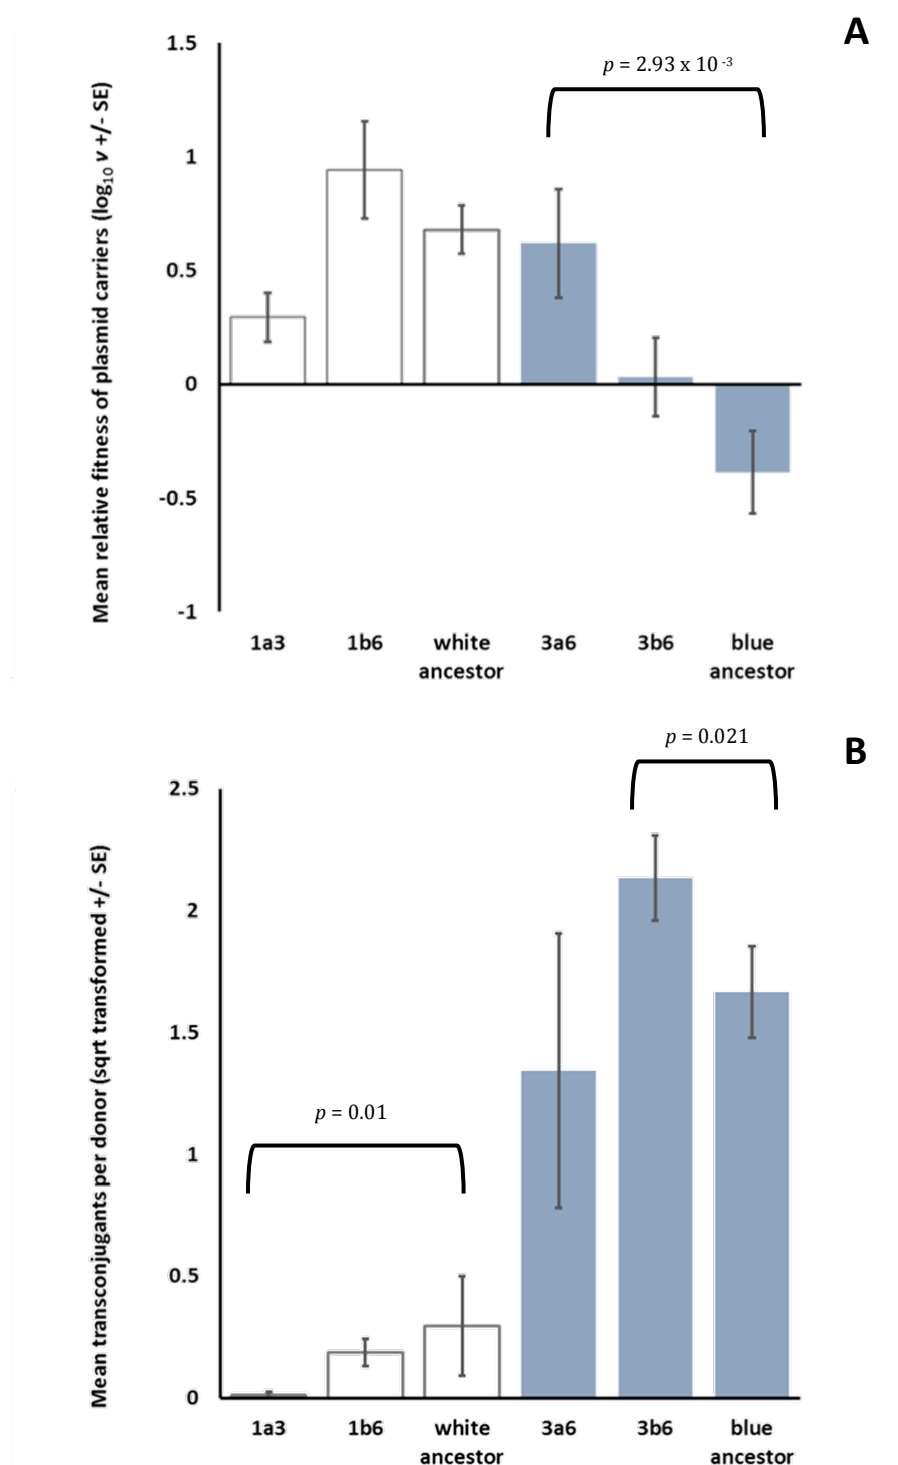 A
p = 2.93 x 10 -3
Mean relative fitness of plasmid carriers (log10 v +/- SE)
1.5
1
0.5
0
-0.5
-1
1a3 1b6 white ancestor 3a6 3b6 blue ancestor
B
p = 0.021
p = 0.01
Mean transconjugants per donor (sqrt transformed +/- SE)
2.5
2
1.5
1
0.5
0
1a3 1b6 white ancestor 3a6 3b6 blue ancestor